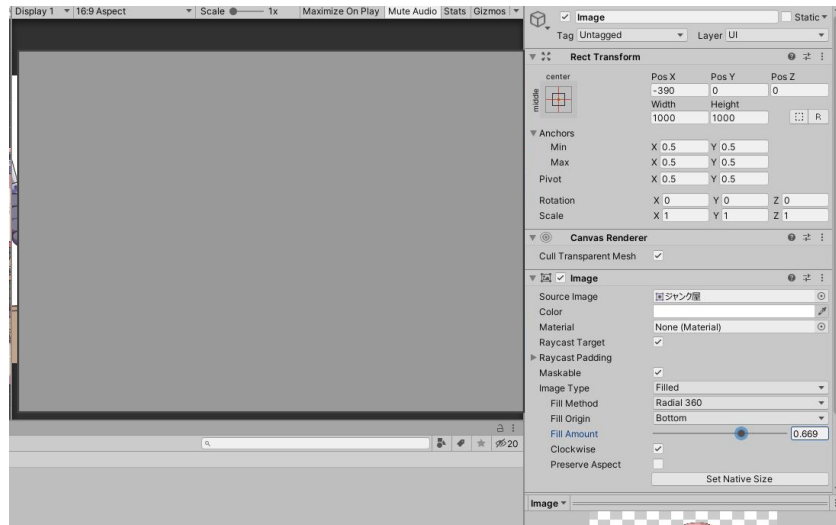 Display 1 16:9 Aspect Scale 1x Maximize On Play Mute Audio Stats Gizmos
20
Image Static
Tag Untagged Layer UI
Rect Transform
center Pos X Pos Y Pos Z
middle -390 0 0
Width Height
1000 1000 R
Anchors
Min X 0.5 Y 0.5
Max X 0.5 Y 0.5
Pivot X 0.5 Y 0.5
Rotation X 0 Y 0 Z 0
Scale X 1 Y 1 Z 1
Canvas Renderer
Cull Transparent Mesh
Image
Source Image ジャンク屋
Color
Material None (Material)
Raycast Target
Raycast Padding
Maskable
Image Type Filled
Fill Method Radial 360
Fill Origin Bottom
Fill Amount 0.669
Clockwise
Preserve Aspect
Set Native Size
Image